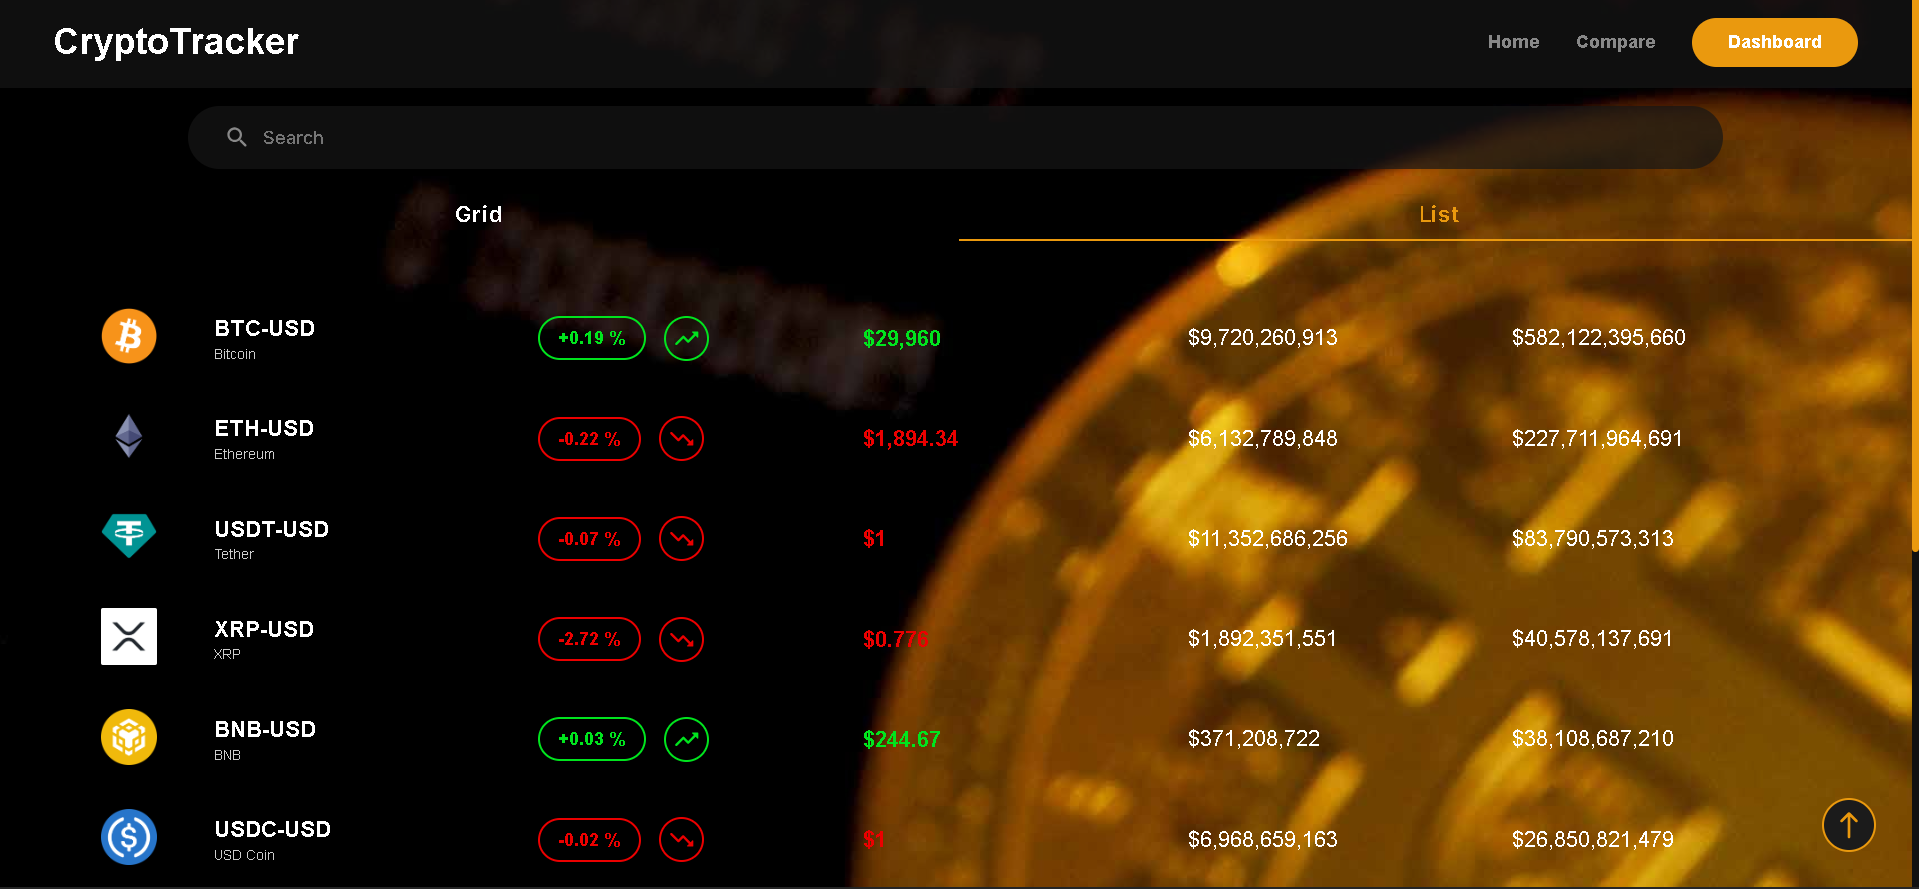 CryptoTracker
Home Compare Dashboard
Search
Grid List
BTC-USD
Bitcoin
+0.19 % $29,960 $9,720,260,913 $582,122,395,660
ETH-USD
Ethereum
-0.22 % $1,894.34 $6,132,789,848 $227,711,964,691
USDT-USD
Tether
-0.07 % $1 $11,352,686,256 $83,790,573,313
XRP-USD
XRP
-2.72 % $0.776 $1,892,351,551 $40,578,137,691
BNB-USD
BNB
+0.03 % $244.67 $371,208,722 $38,108,687,210
USDC-USD
USD Coin
-0.02 % $1 $6,968,659,163 $26,850,821,479